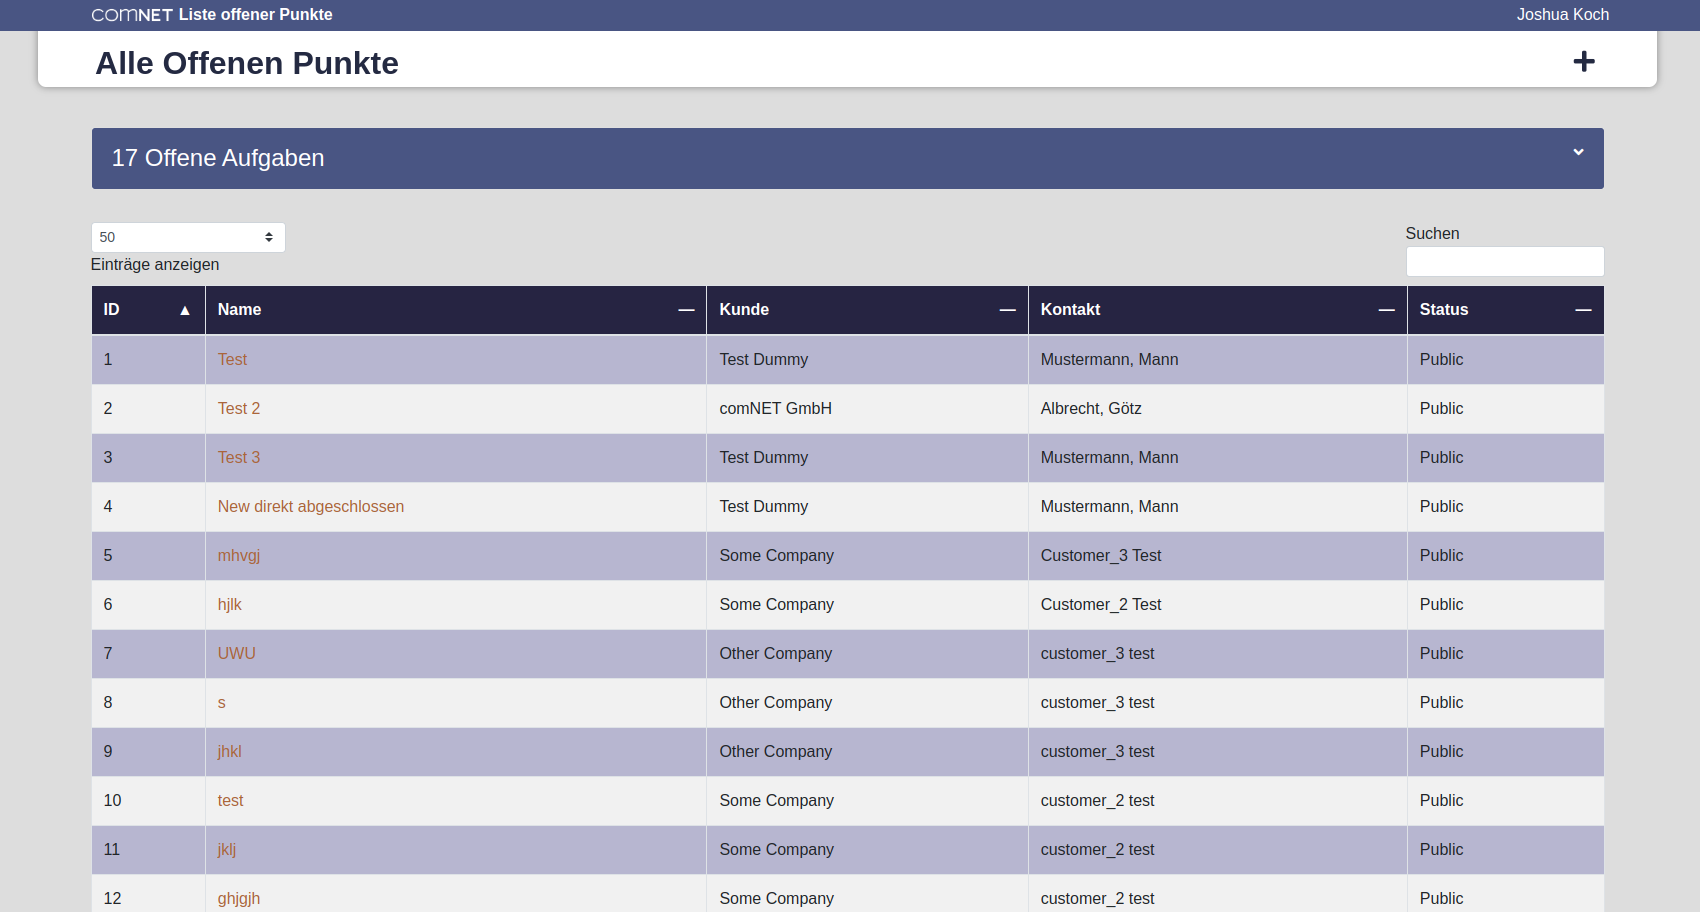 comNET Liste offener Punkte Joshua Koch
Alle Offenen Punkte
17 Offene Aufgaben
50
Einträge anzeigen
Suchen
ID ▲ Name — Kunde — Kontakt — Status —
1 Test Test Dummy Mustermann, Mann Public
2 Test 2 comNET GmbH Albrecht, Götz Public
3 Test 3 Test Dummy Mustermann, Mann Public
4 New direkt abgeschlossen Test Dummy Mustermann, Mann Public
5 mhvgj Some Company Customer_3 Test Public
6 hjlk Some Company Customer_2 Test Public
7 UWU Other Company customer_3 test Public
8 s Other Company customer_3 test Public
9 jhkl Other Company customer_3 test Public
10 test Some Company customer_2 test Public
11 jklj Some Company customer_2 test Public
12 ghjgjh Some Company customer_2 test Public